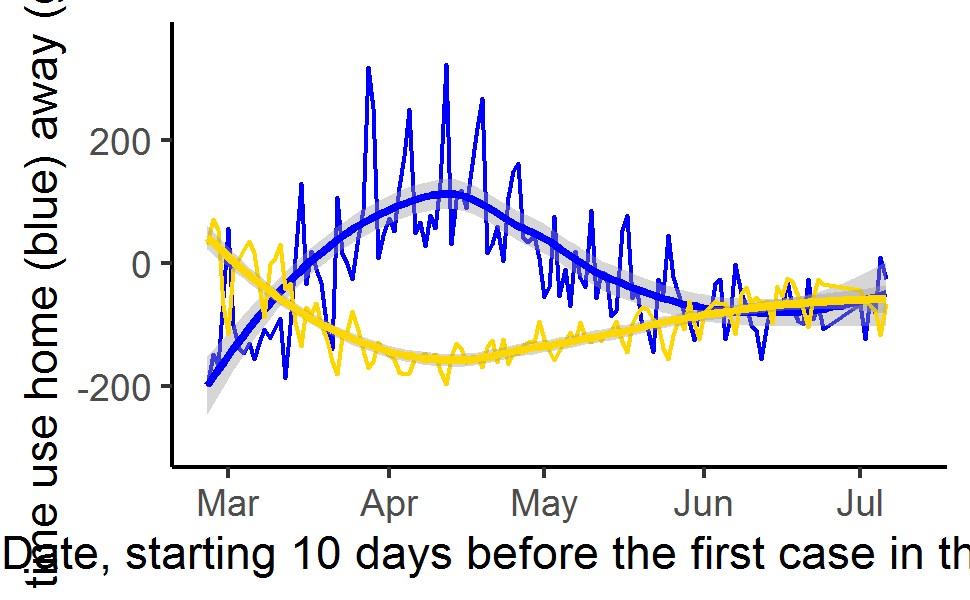 time use home (blue) away (
200
0
-200
Mar Apr May Jun Jul
Date, starting 10 days before the first case in th